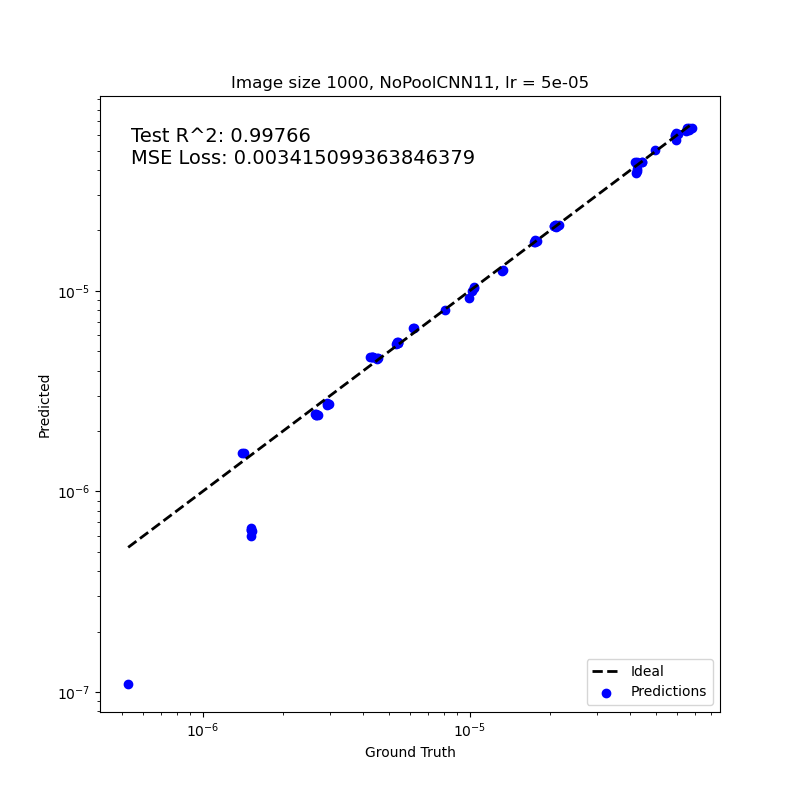 Image size 1000, NoPoolCNN11, lr = 5e-05
Test R^2: 0.99766
MSE Loss: 0.003415099363846379
Predicted
10⁻⁵
10⁻⁶
10⁻⁷
Ideal
Predictions
10⁻⁶
10⁻⁵
Ground Truth